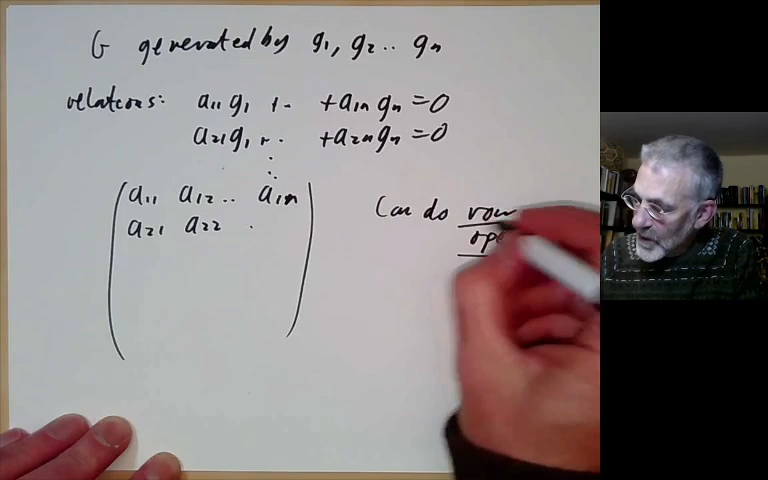 G generated by g1, g2 .. gn
relations: a11 g1 + .. + a1n gn = 0
a21 g1 + .. + a2n gn = 0
a11 a12 .. a1n
a21 a22 .
Can do row
ope